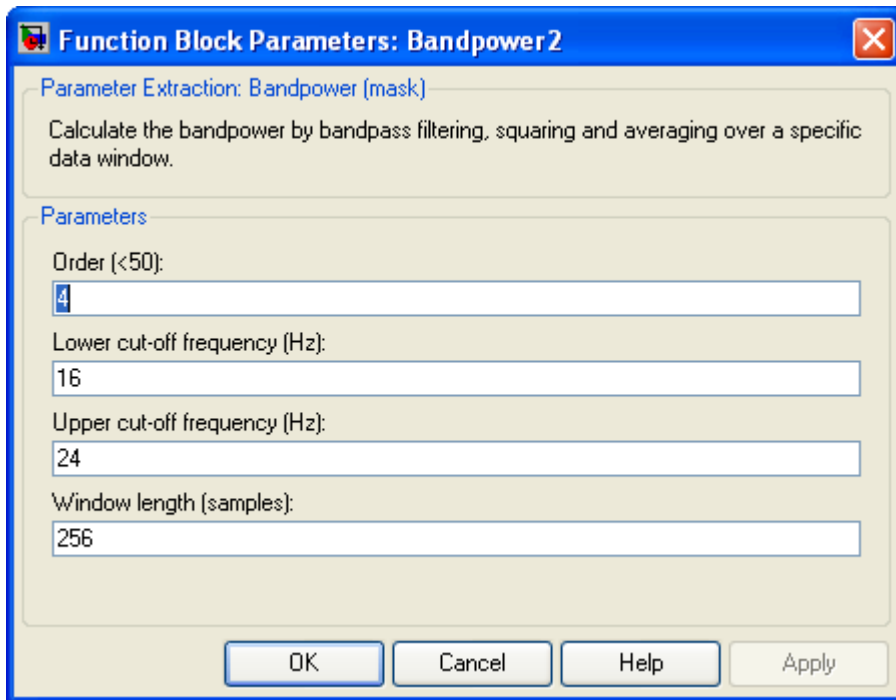 Function Block Parameters: Bandpower2
Parameter Extraction: Bandpower (mask)
Calculate the bandpower by bandpass filtering, squaring and averaging over a specific
data window.
Parameters
Order (<50):
4
Lower cut-off frequency (Hz):
16
Upper cut-off frequency (Hz):
24
Window length (samples):
256
OK Cancel Help Apply